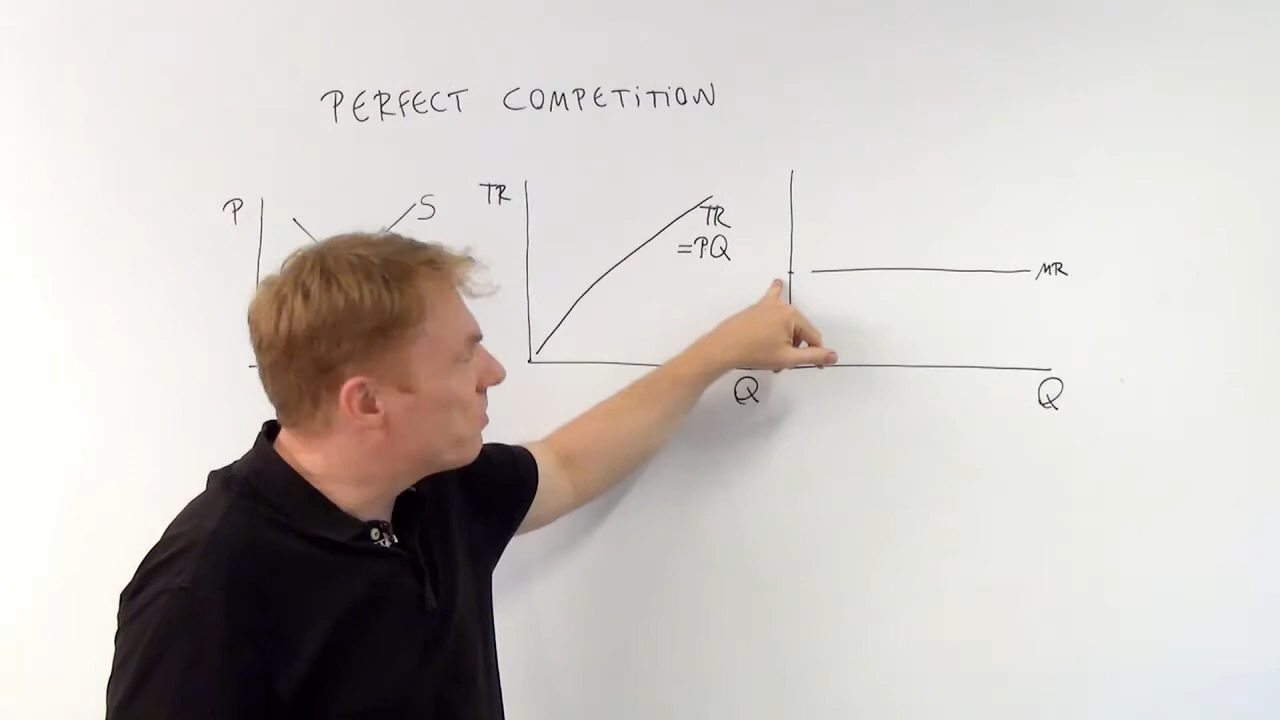 PERFECT COMPETITION
P
S
TR
TR
=PQ
Q
MR
Q